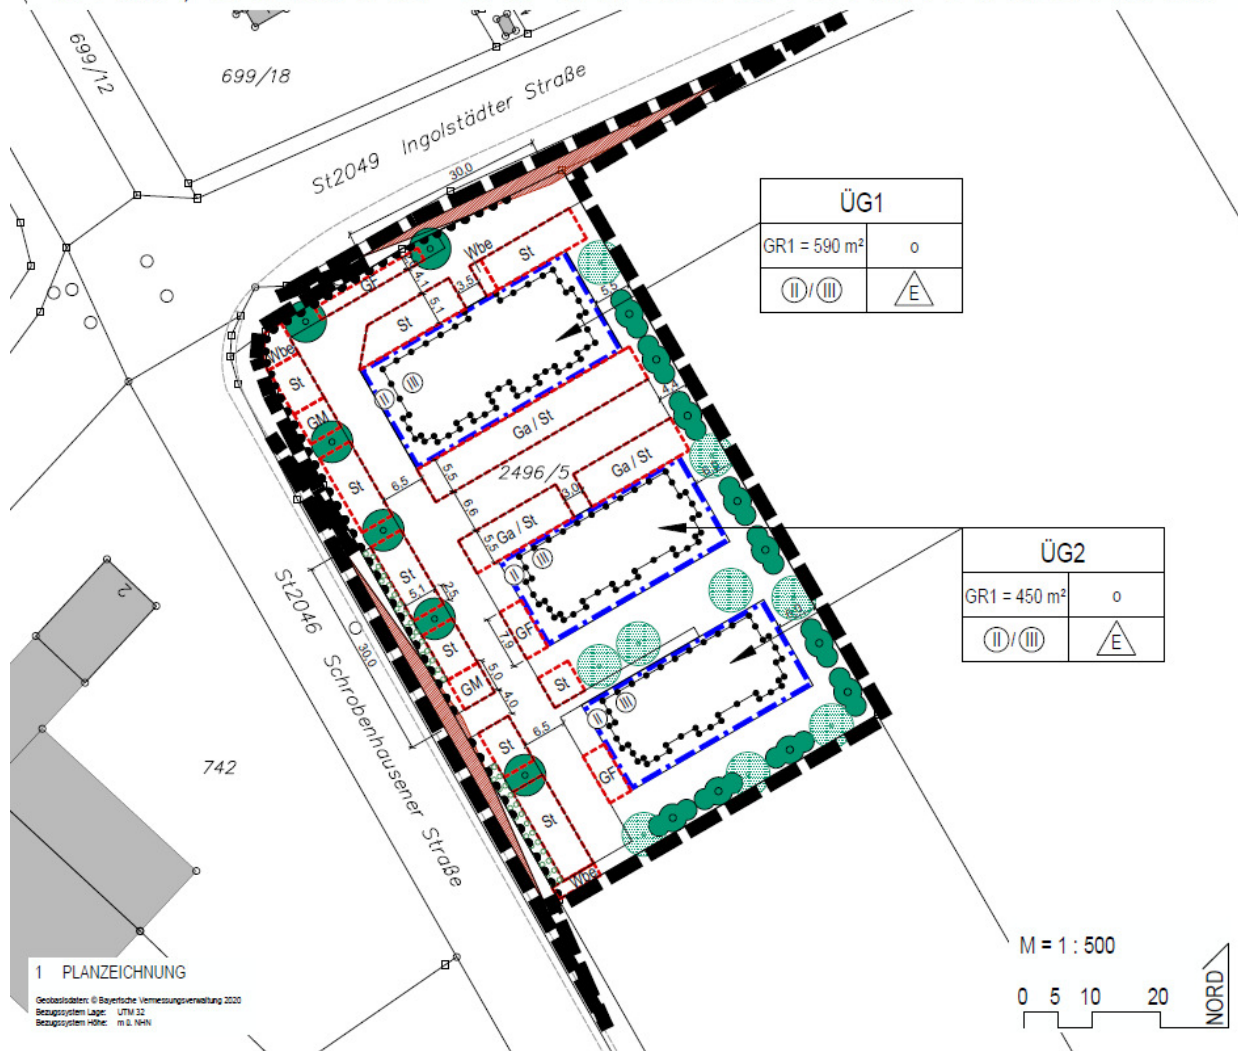 699/12
699/18
St2049 Ingolstädter Straße
30,0
ÜG1
GR1 = 590 m²
o
II / III
E
Wbe
St
GF
4,1
3,5
5,1
St
5,5
Wbe
St
II
III
GM
4,4
Ga / St
St
6,5
5,5
2496/5
Ga / St
3,0
6,6
Ga / St
5,5
II
III
ÜG2
GR1 = 450 m²
o
II / III
E
St
5,1
2,5
2
St2046 Schrobenhausener Straße
30,0
7,9
GF
St
GM
5,0
4,0
St
II
III
6,5
St
GF
742
St
Wbe
M = 1 : 500
0 5 10 20
NORD
1 PLANZEICHNUNG
Geobasisdaten: © Bayerische Vermessungsverwaltung 2020
Bezugssystem Lage: UTM 32
Bezugssystem Höhe: m ü. NHN